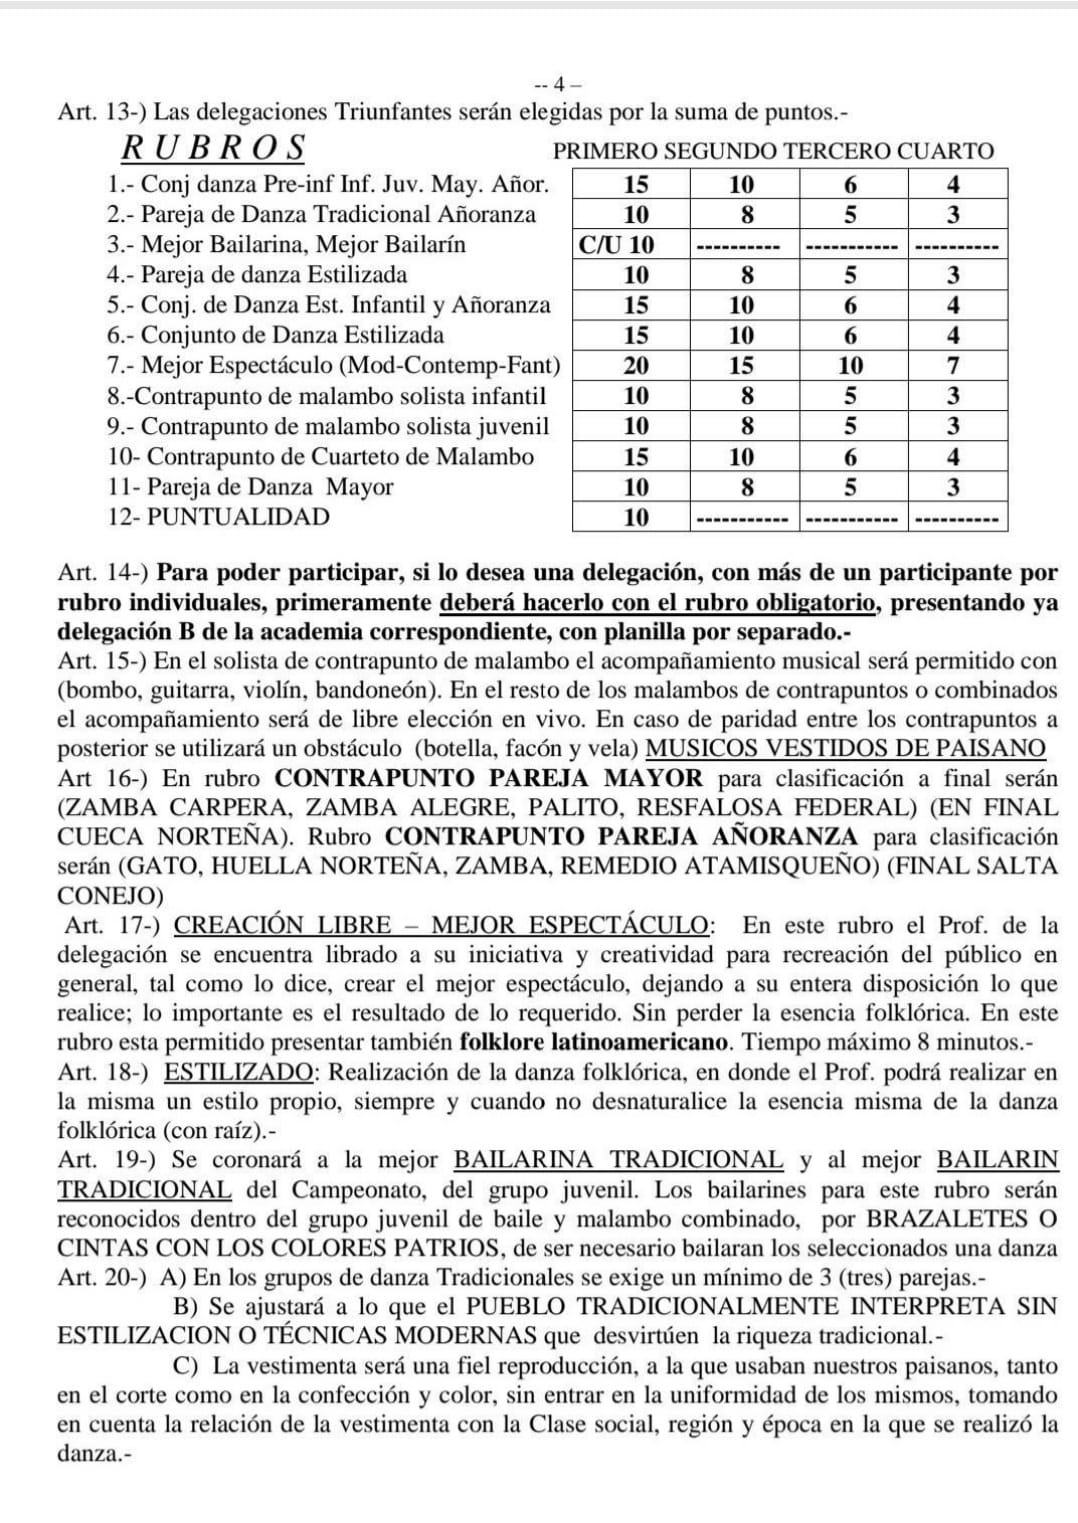 -- 4 –
Art. 13-) Las delegaciones Triunfantes serán elegidas por la suma de puntos.-
R U B R O S PRIMERO SEGUNDO TERCERO CUARTO
1.- Conj danza Pre-inf Inf. Juv. May. Añor. 15 10 6 4
2.- Pareja de Danza Tradicional Añoranza 10 8 5 3
3.- Mejor Bailarina, Mejor Bailarín C/U 10 ---------- ----------- ----------
4.- Pareja de danza Estilizada 10 8 5 3
5.- Conj. de Danza Est. Infantil y Añoranza 15 10 6 4
6.- Conjunto de Danza Estilizada 15 10 6 4
7.- Mejor Espectáculo (Mod-Contemp-Fant) 20 15 10 7
8.-Contrapunto de malambo solista infantil 10 8 5 3
9.- Contrapunto de malambo solista juvenil 10 8 5 3
10- Contrapunto de Cuarteto de Malambo 15 10 6 4
11- Pareja de Danza Mayor 10 8 5 3
12- PUNTUALIDAD 10 ----------- ----------- ----------
Art. 14-) Para poder participar, si lo desea una delegación, con más de un participante por
rubro individuales, primeramente deberá hacerlo con el rubro obligatorio, presentando ya
delegación B de la academia correspondiente, con planilla por separado.-
Art. 15-) En el solista de contrapunto de malambo el acompañamiento musical será permitido con
(bombo, guitarra, violín, bandoneón). En el resto de los malambos de contrapuntos o combinados
el acompañamiento será de libre elección en vivo. En caso de paridad entre los contrapuntos a
posterior se utilizará un obstáculo (botella, facón y vela) MUSICOS VESTIDOS DE PAISANO
Art 16-) En rubro CONTRAPUNTO PAREJA MAYOR para clasificación a final serán
(ZAMBA CARPERA, ZAMBA ALEGRE, PALITO, RESFALOSA FEDERAL) (EN FINAL
CUECA NORTEÑA). Rubro CONTRAPUNTO PAREJA AÑORANZA para clasificación
serán (GATO, HUELLA NORTEÑA, ZAMBA, REMEDIO ATAMISQUEÑO) (FINAL SALTA
CONEJO)
Art. 17-) CREACIÓN LIBRE – MEJOR ESPECTÁCULO: En este rubro el Prof. de la
delegación se encuentra librado a su iniciativa y creatividad para recreación del público en
general, tal como lo dice, crear el mejor espectáculo, dejando a su entera disposición lo que
realice; lo importante es el resultado de lo requerido. Sin perder la esencia folklórica. En este
rubro esta permitido presentar también folklore latinoamericano. Tiempo máximo 8 minutos.-
Art. 18-) ESTILIZADO: Realización de la danza folklórica, en donde el Prof. podrá realizar en
la misma un estilo propio, siempre y cuando no desnaturalice la esencia misma de la danza
folklórica (con raíz).-
Art. 19-) Se coronará a la mejor BAILARINA TRADICIONAL y al mejor BAILARIN
TRADICIONAL del Campeonato, del grupo juvenil. Los bailarines para este rubro serán
reconocidos dentro del grupo juvenil de baile y malambo combinado, por BRAZALETES O
CINTAS CON LOS COLORES PATRIOS, de ser necesario bailaran los seleccionados una danza
Art. 20-) A) En los grupos de danza Tradicionales se exige un mínimo de 3 (tres) parejas.-
B) Se ajustará a lo que el PUEBLO TRADICIONALMENTE INTERPRETA SIN
ESTILIZACION O TÉCNICAS MODERNAS que desvirtúen la riqueza tradicional.-
C) La vestimenta será una fiel reproducción, a la que usaban nuestros paisanos, tanto
en el corte como en la confección y color, sin entrar en la uniformidad de los mismos, tomando
en cuenta la relación de la vestimenta con la Clase social, región y época en la que se realizó la
danza.-